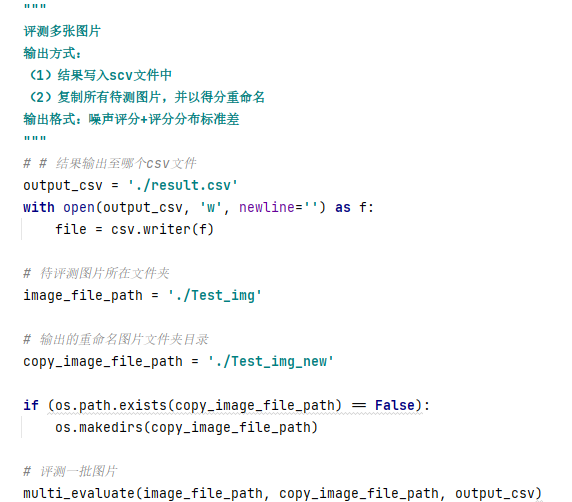 """
评测多张图片
输出方式：
（1）结果写入scv文件中
（2）复制所有待测图片，并以得分重命名
输出格式：噪声评分+评分分布标准差
"""
# # 结果输出至哪个csv文件
output_csv = './result.csv'
with open(output_csv, 'w', newline='') as f:
    file = csv.writer(f)

# 待评测图片所在文件夹
image_file_path = './Test_img'

# 输出的重命名图片文件夹目录
copy_image_file_path = './Test_img_new'

if (os.path.exists(copy_image_file_path) == False):
    os.makedirs(copy_image_file_path)

# 评测一批图片
multi_evaluate(image_file_path, copy_image_file_path, output_csv)